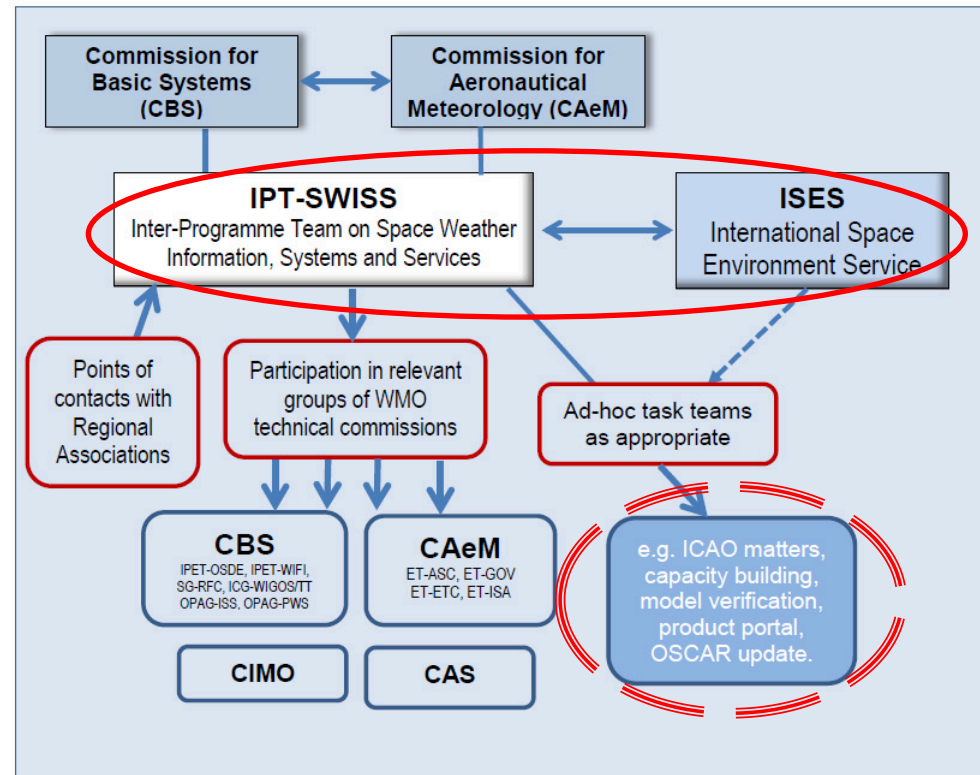 Commission for
Basic Systems
(CBS)
Commission for
Aeronautical
Meteorology (CAeM)
IPT-SWISS
Inter-Programme Team on Space Weather
Information, Systems and Services
ISES
International Space
Environment Service
Points of
contacts with
Regional
Associations
Participation in relevant
groups of WMO
technical commissions
Ad-hoc task teams
as appropriate
CBS
IPET-OSDE, IPET-WIFI,
SG-RFC, ICG-WIGOS/TT
OPAG-ISS, OPAG-PWS
CAeM
ET-ASC, ET-GOV
ET-ETC, ET-ISA
e.g. ICAO matters,
capacity building,
model verification,
product portal,
OSCAR update.
CIMO
CAS